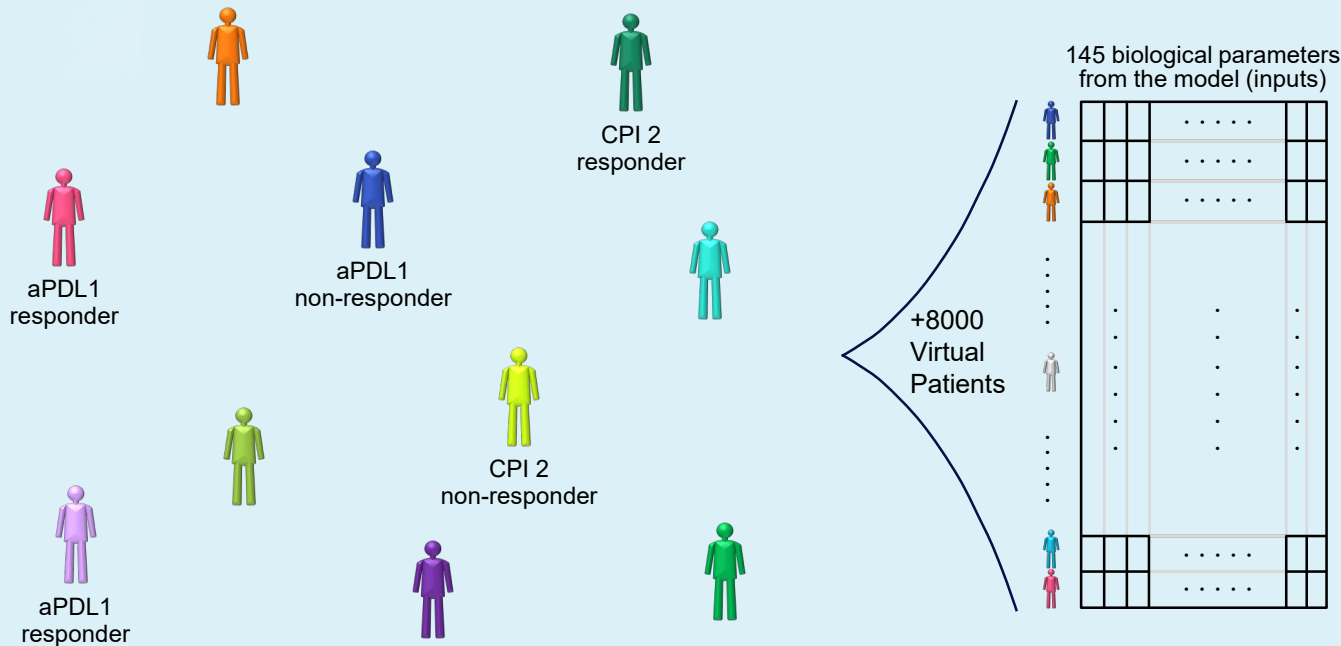 CPI 2
responder
aPDL1
responder
aPDL1
non-responder
CPI 2
non-responder
aPDL1
responder
+8000
Virtual
Patients
145 biological parameters
from the model (inputs)